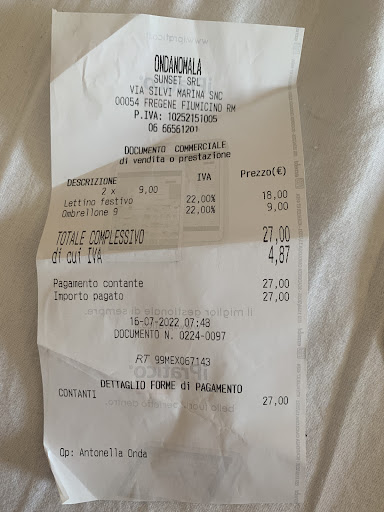 ONDANOMALA
SUNSET SRL
VIA SILVI MARINA SNC
00054 FREGENE FIUMICINO RM
P.IVA: 10252151005
06 66561201
DOCUMENTO COMMERCIALE
di vendita o prestazione
DESCRIZIONE IVA Prezzo(€)
2 x 9,00
Lettino festivo 22,00% 18,00
Ombrellone 9 22,00% 9,00
TOTALE COMPLESSIVO 27,00
di cui IVA 4,87
Pagamento contante 27,00
Importo pagato 27,00
16-07-2022 07:48
DOCUMENTO N. 0224-0097
RT 99MEX067143
DETTAGLIO FORME di PAGAMENTO
CONTANTI 27,00
Op: Antonella Onda